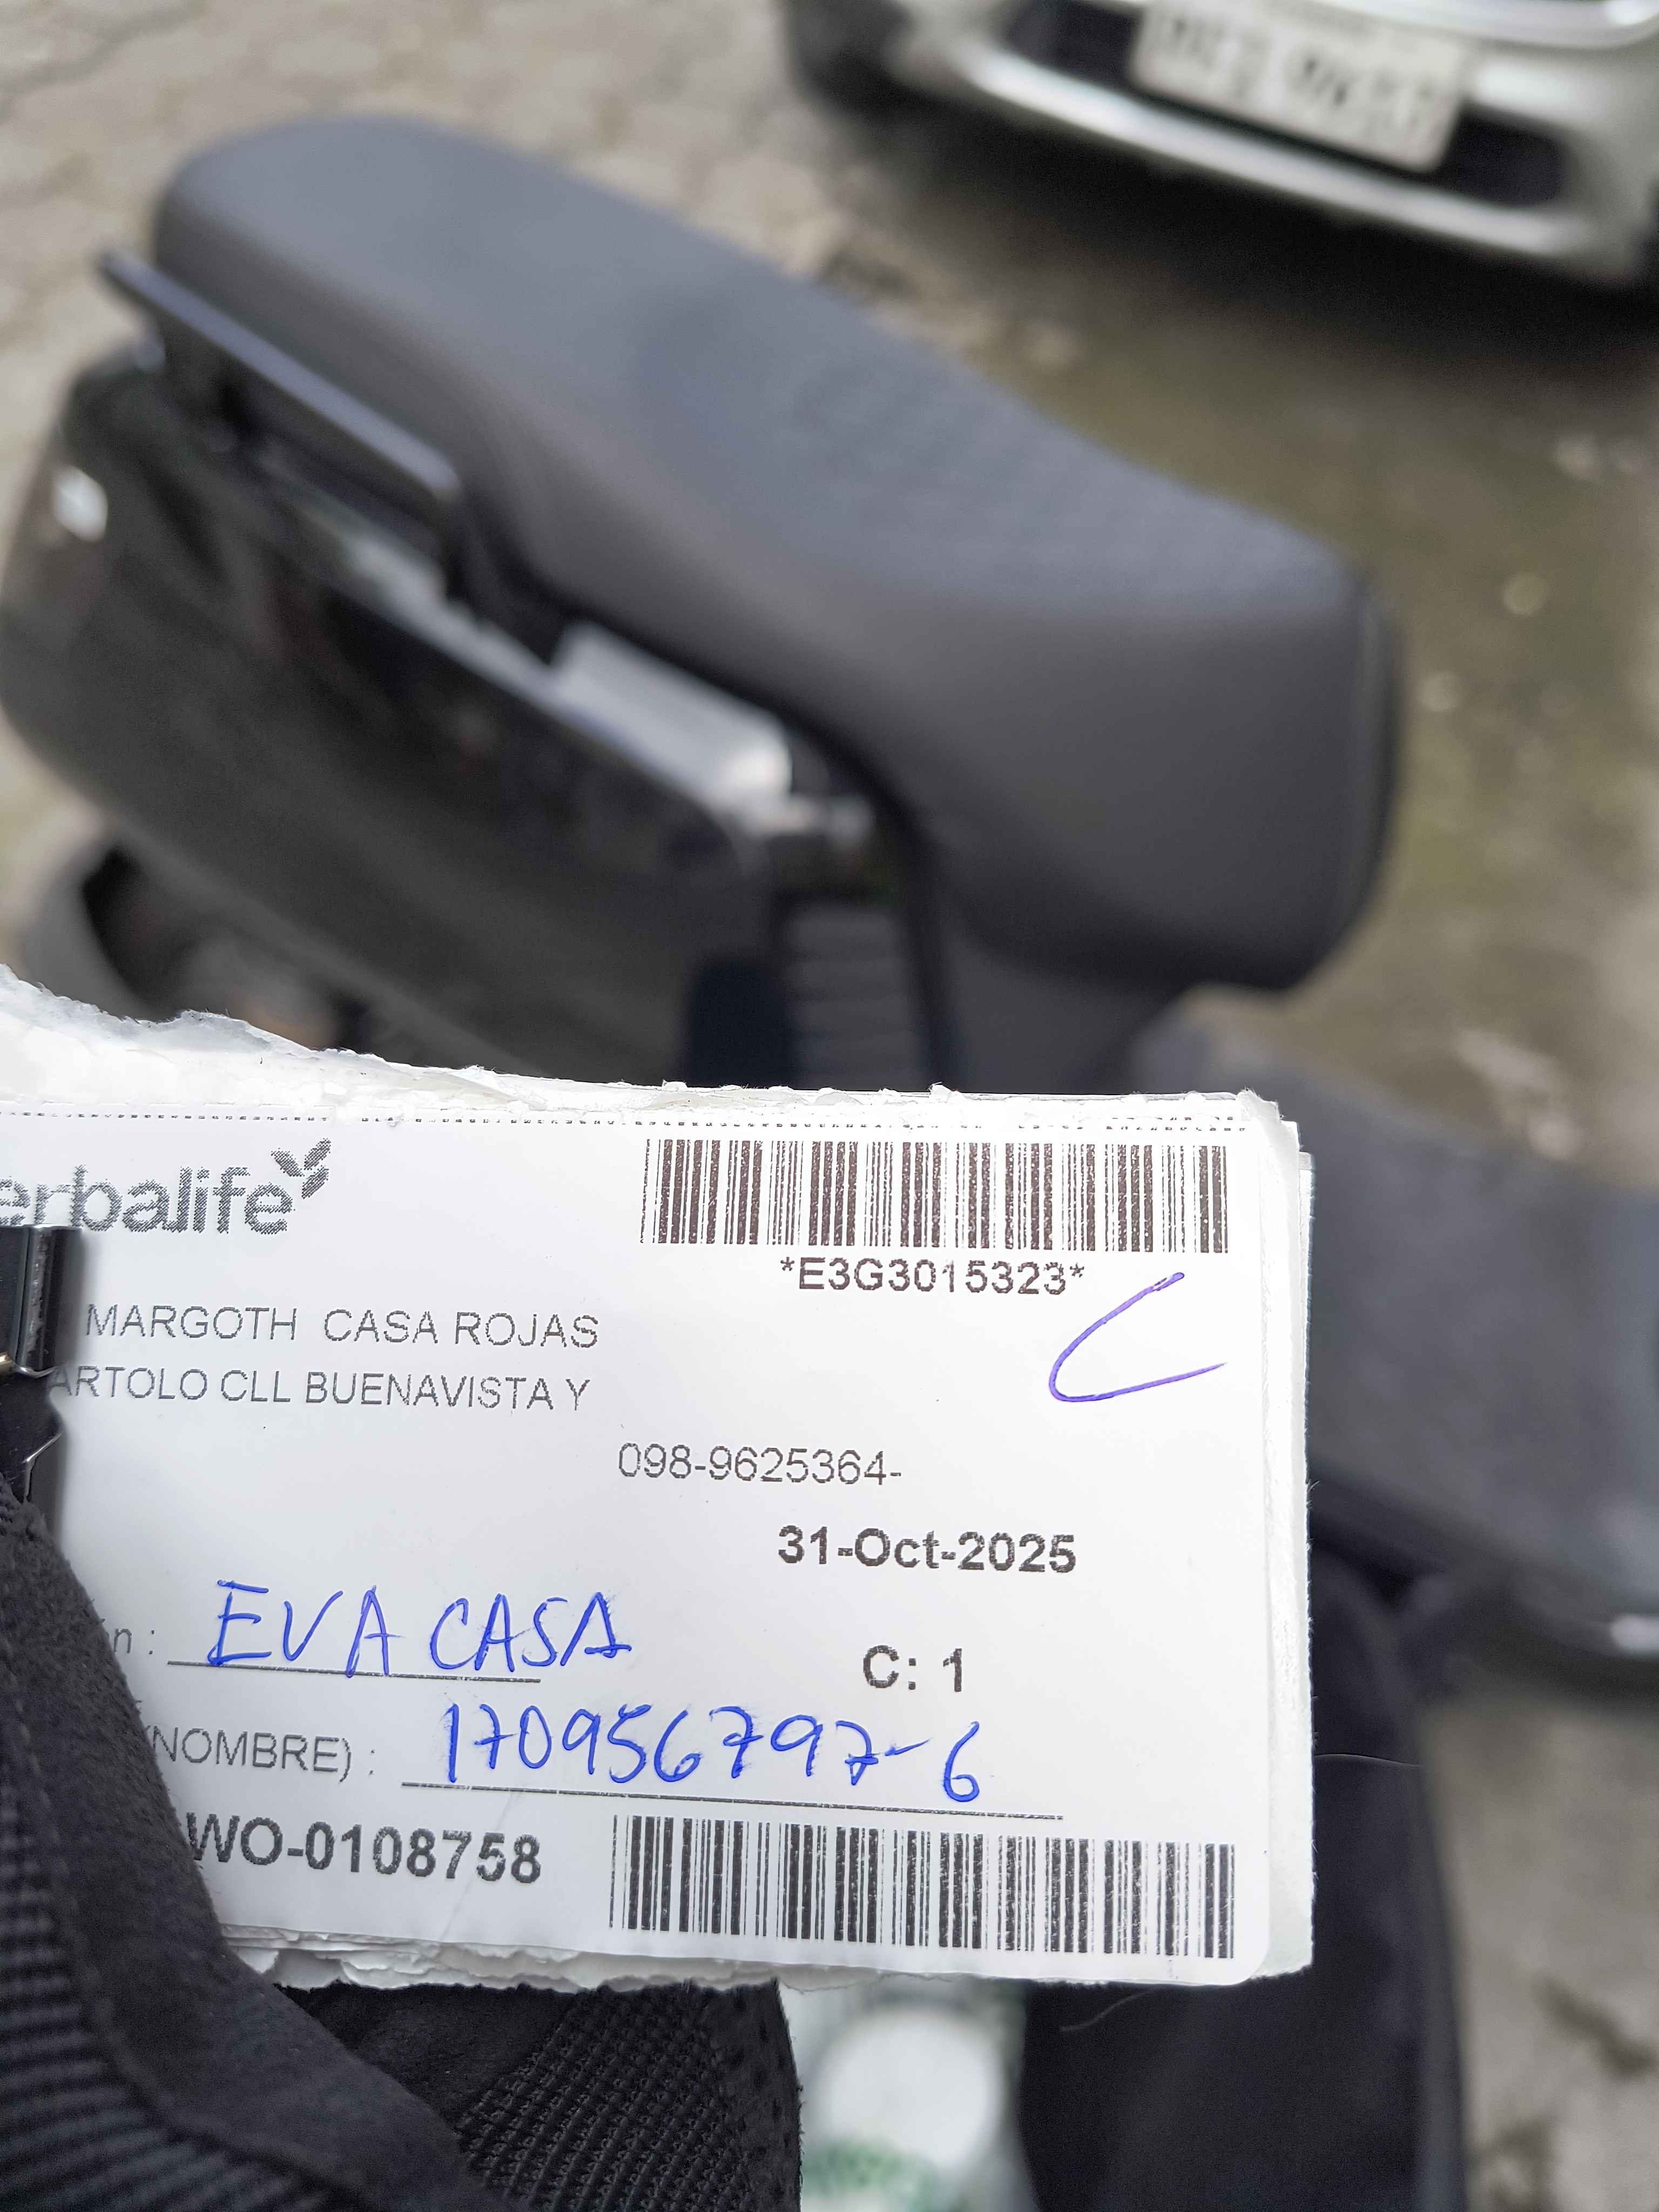 erbalife
*E3G3015323*
MARGOTH CASA ROJAS
ARTOLO CLL BUENAVISTA Y
098-9625364-
31-Oct-2025
n : EVA CASA
C: 1
(NOMBRE) : 170956797-6
WO-0108758